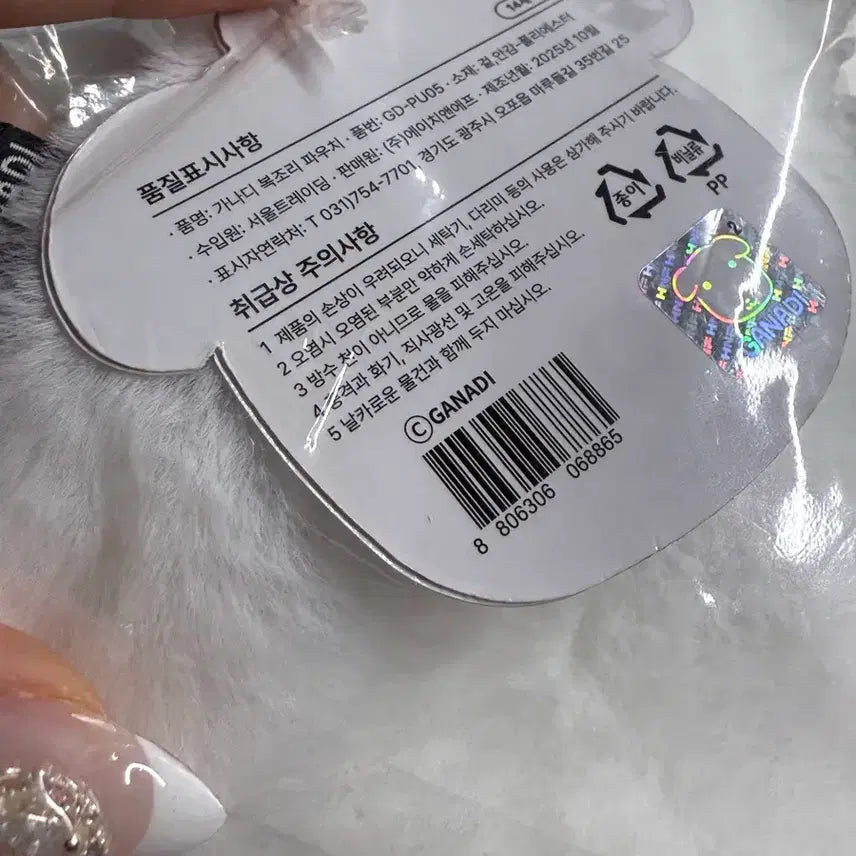 품질표시사항
· 품명: 가나디 복조리 파우치 · 품번: GD-PU05 · 소재: 겉,안감-폴리에스터
· 수입원: 서울트레이딩 · 판매원: (주)에이치앤에프 · 제조년월: 2025년 10월
· 표시자연락처: T 031)754-7701 경기도 광주시 오포읍 마루들길 35번길 25
취급상 주의사항
1 제품의 손상이 우려되오니 세탁기, 다리미 등의 사용은 삼가해 주시기 바랍니다.
2 오염시 오염된 부분만 약하게 손세탁하십시오.
3 방수 천이 아니므로 물을 피해주십시오.
4 충격과 화기, 직사광선 및 고온을 피해주십시오.
5 날카로운 물건과 함께 두지 마십시오.
종이
비닐류
PP
GANADI
ⓒGANADI
8 806306 068865